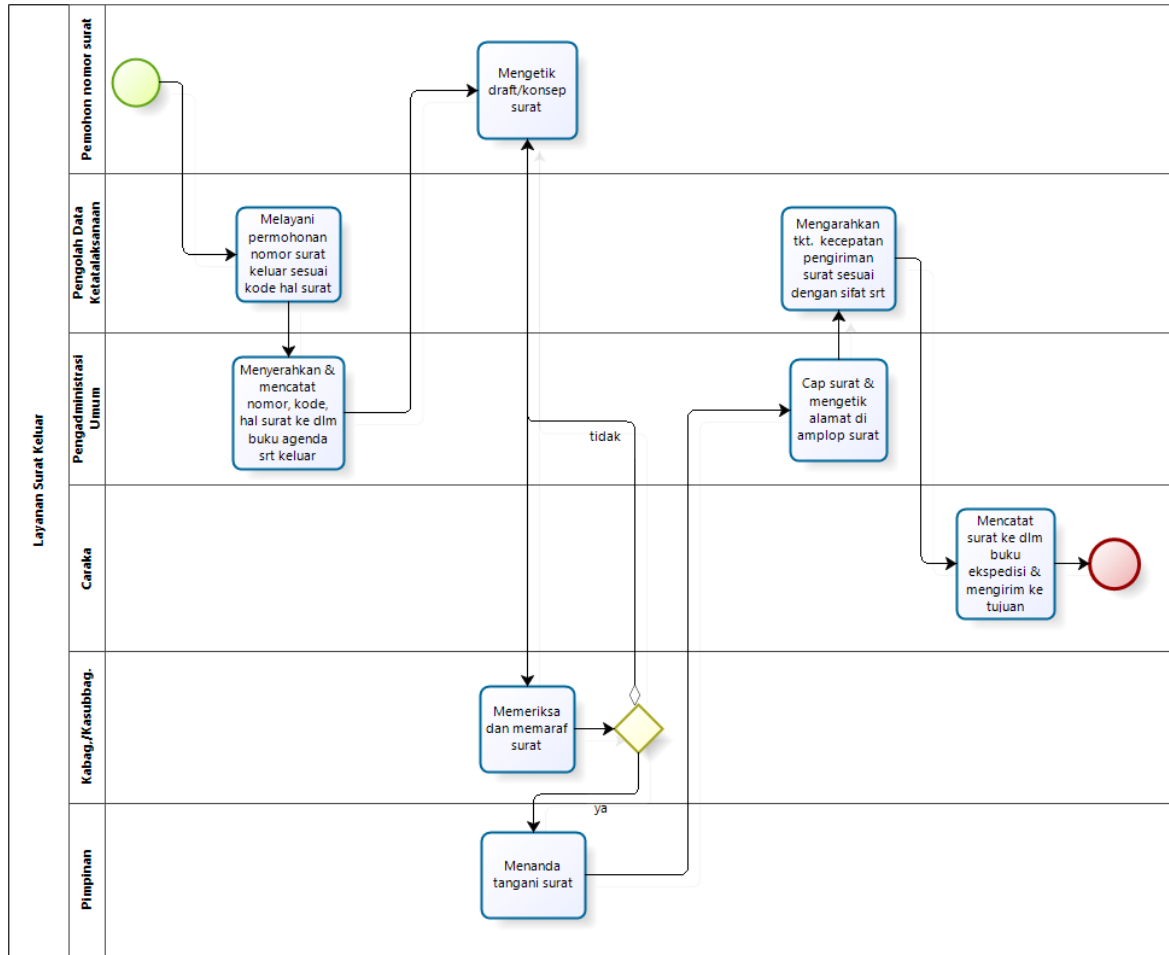 Layanan Surat Keluar
Pemohon nomor surat
Mengetik
draft/konsep
surat
Pengolah Data
Ketatalaksanaan
Melayani
permohonan
nomor surat
keluar sesuai
kode hal surat
Mengarahkan
tkt. kecepatan
pengiriman
surat sesuai
dengan sifat srt
Pengadministrasi
Umum
Menyerahkan &
mencatat
nomor, kode,
hal surat ke dlm
buku agenda
srt keluar
tidak
Cap surat &
mengetik
alamat di
amplop surat
Caraka
Mencatat
surat ke dlm
buku
ekspedisi &
mengirim ke
tujuan
Kabag./Kasubbag.
Memeriksa
dan memaraf
surat
ya
Pimpinan
Menanda
tangani surat